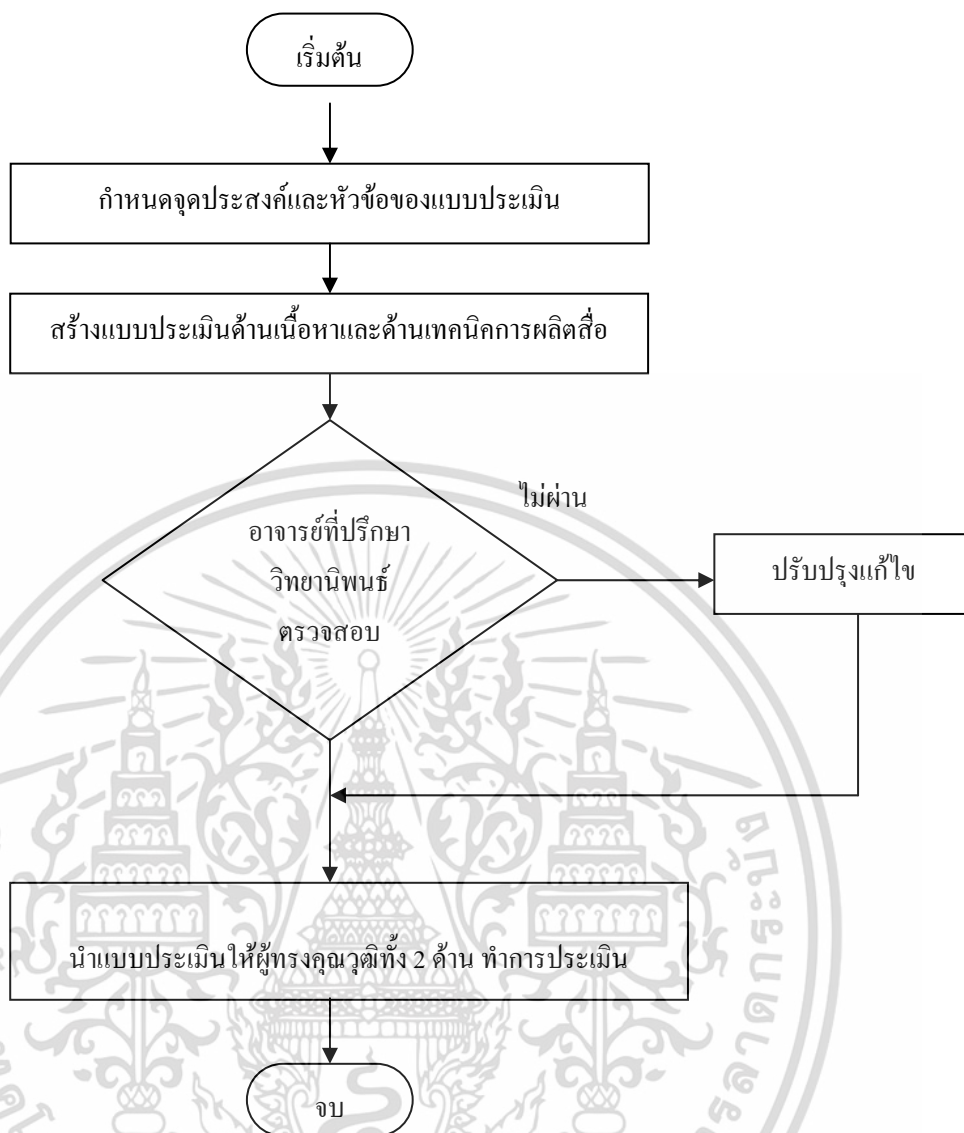 เริ่มต้น
กำหนดจุดประสงค์และหัวข้อของแบบประเมิน
สร้างแบบประเมินด้านเนื้อหาและด้านเทคนิคการผลิตสื่อ
ไม่ผ่าน
อาจารย์ที่ปรึกษา
วิทยานิพนธ์
ตรวจสอบ
ปรับปรุงแก้ไข
นำแบบประเมินให้ผู้ทรงคุณวุฒิทั้ง 2 ด้าน ทำการประเมิน
จบ